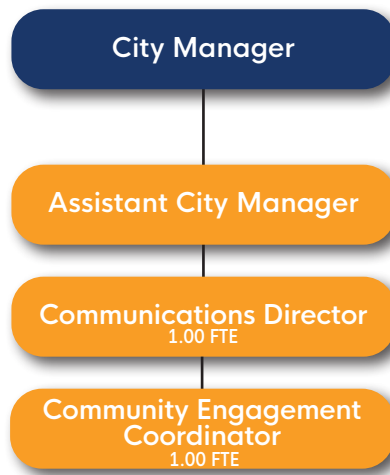 City Manager
Assistant City Manager
Communications Director
1.00 FTE
Community Engagement
Coordinator
1.00 FTE